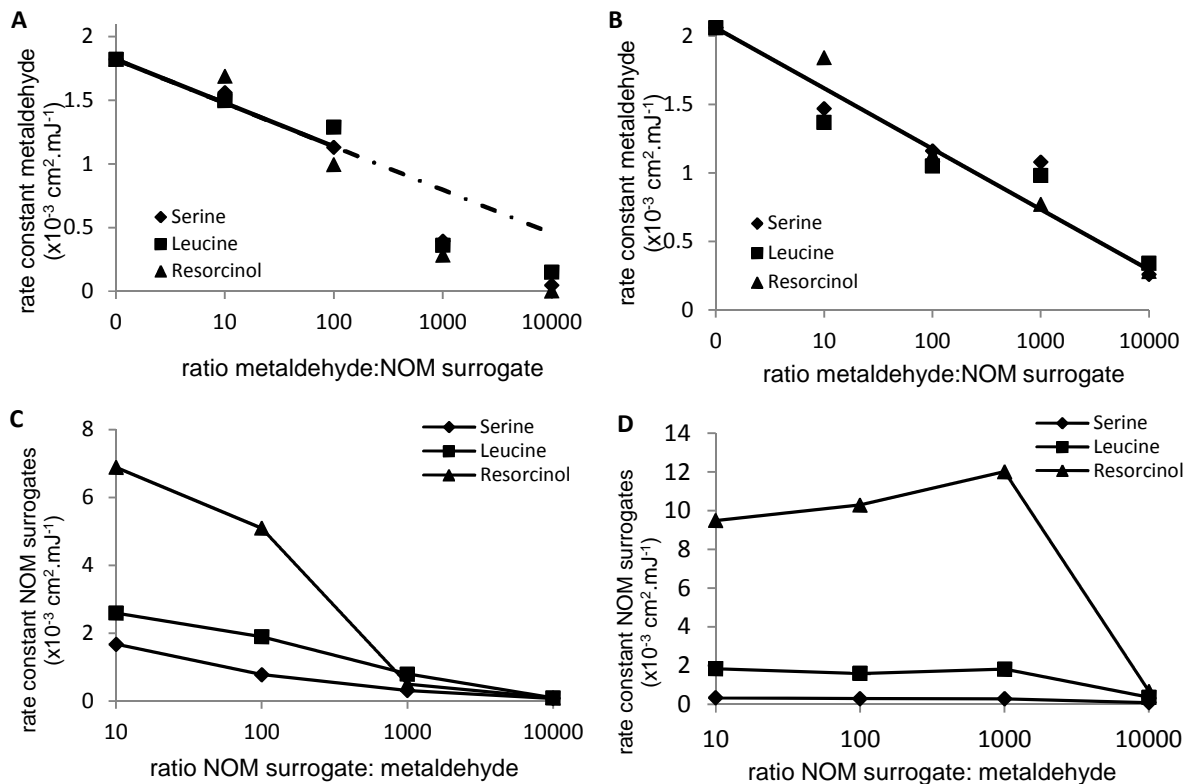 A
rate constant metaldehyde
(x10-3 cm2.mJ-1)
2
1.5
1
0.5
0
Serine
Leucine
Resorcinol
0 10 100 1000 10000
ratio metaldehyde:NOM surrogate
B
rate constant metaldehyde
(x10-3 cm2.mJ-1)
2
1.5
1
0.5
0
Serine
Leucine
Resorcinol
0 10 100 1000 10000
ratio metaldehyde:NOM surrogate
C
rate constant NOM surrogates
(x10-3 cm2.mJ-1)
8
6
4
2
0
Serine
Leucine
Resorcinol
10 100 1000 10000
ratio NOM surrogate: metaldehyde
D
rate constant NOM surrogates
(x10-3 cm2.mJ-1)
14
12
10
8
6
4
2
0
Serine
Leucine
Resorcinol
10 100 1000 10000
ratio NOM surrogate: metaldehyde